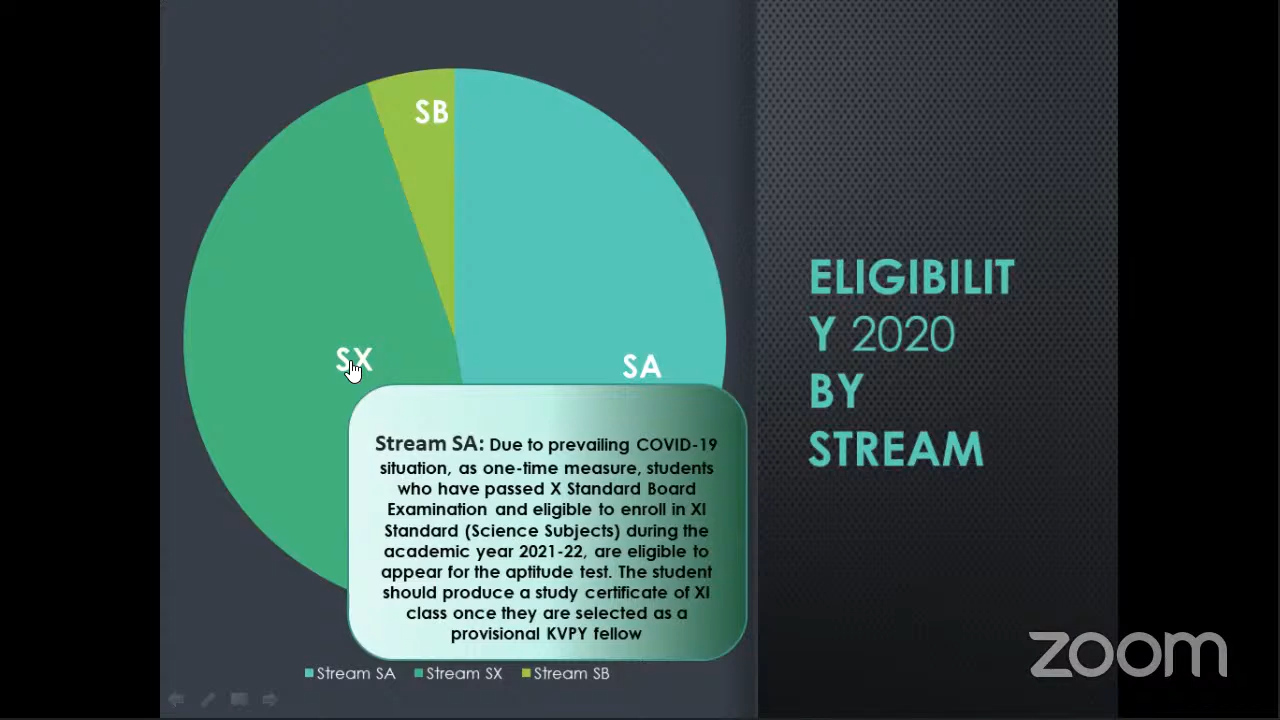 SB
SX
SA
Stream SA: Due to prevailing COVID-19
situation, as one-time measure, students
who have passed X Standard Board
Examination and eligible to enroll in XI
Standard (Science Subjects) during the
academic year 2021-22, are eligible to
appear for the aptitude test. The student
should produce a study certificate of XI
class once they are selected as a
provisional KVPY fellow
Stream SA Stream SX Stream SB
ELIGIBILIT
Y 2020
BY
STREAM
zoom